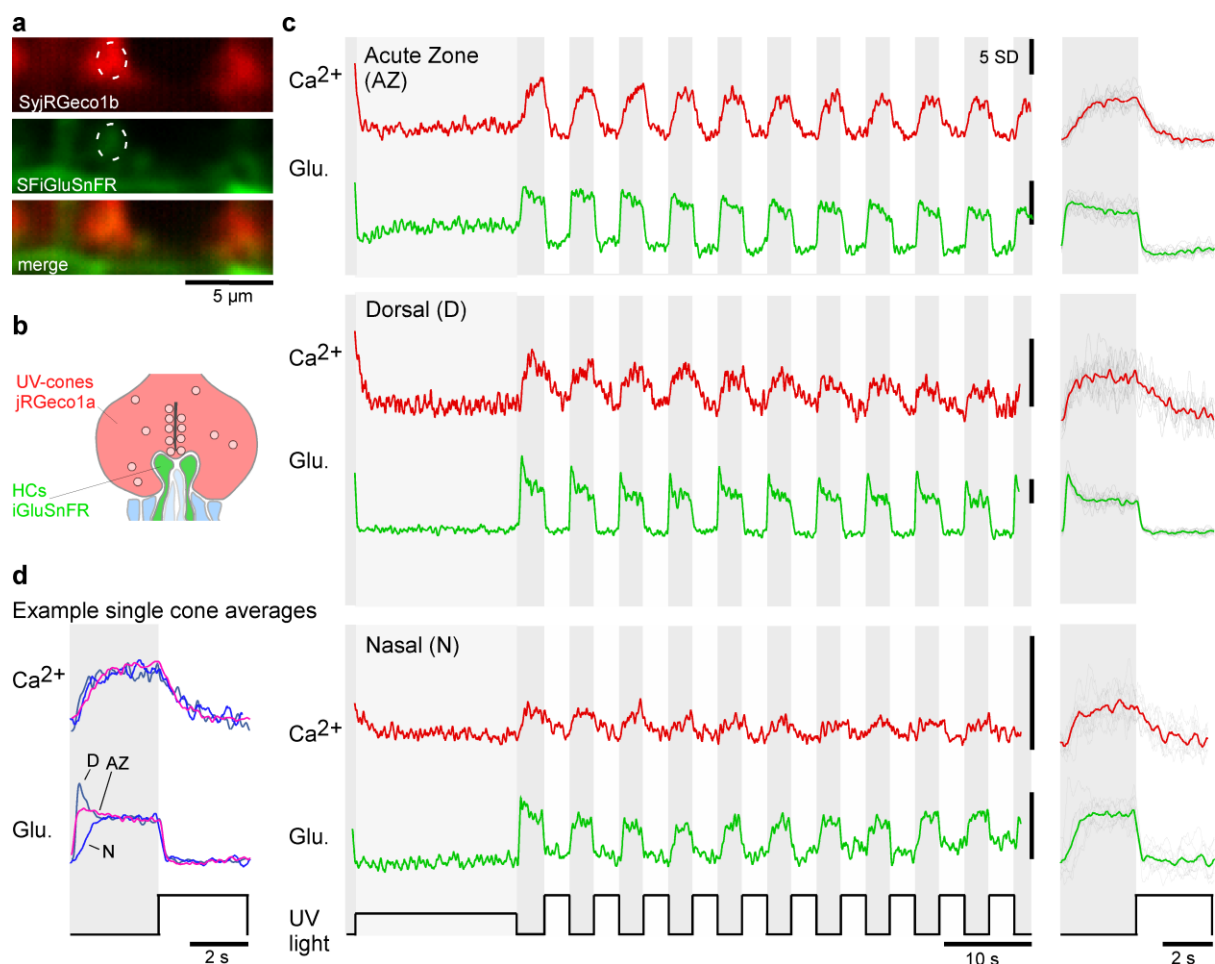 a
SyjRGeco1b
SFiGluSnFR
merge
5 µm
b
UV-cones
jRGeco1a
HCs
iGluSnFR
d
Example single cone averages
Ca2+
D
AZ
Glu.
N
2 s
c
Acute Zone
(AZ)
5 SD
Ca2+
Glu.
Dorsal (D)
Ca2+
Glu.
Nasal (N)
Ca2+
Glu.
UV
light
10 s
2 s